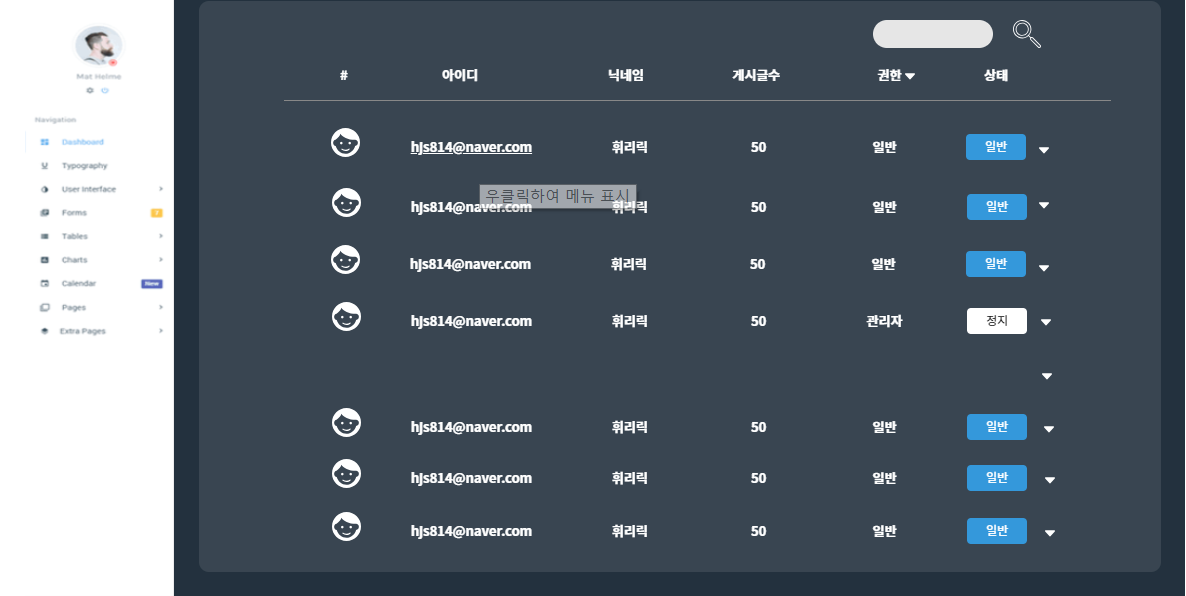 Mat Helme
Navigation
Dashboard
Typography
User Interface
Forms
Tables
Charts
Calendar New
Pages
Extra Pages
# 아이디 닉네임 게시글수 권한 상태
hjs814@naver.com 휘리릭 50 일반 일반
우클릭하여 메뉴 표시
hjs814@naver.com 휘리릭 50 일반 일반
hjs814@naver.com 휘리릭 50 일반 일반
hjs814@naver.com 휘리릭 50 관리자 정지
hjs814@naver.com 휘리릭 50 일반 일반
hjs814@naver.com 휘리릭 50 일반 일반
hjs814@naver.com 휘리릭 50 일반 일반